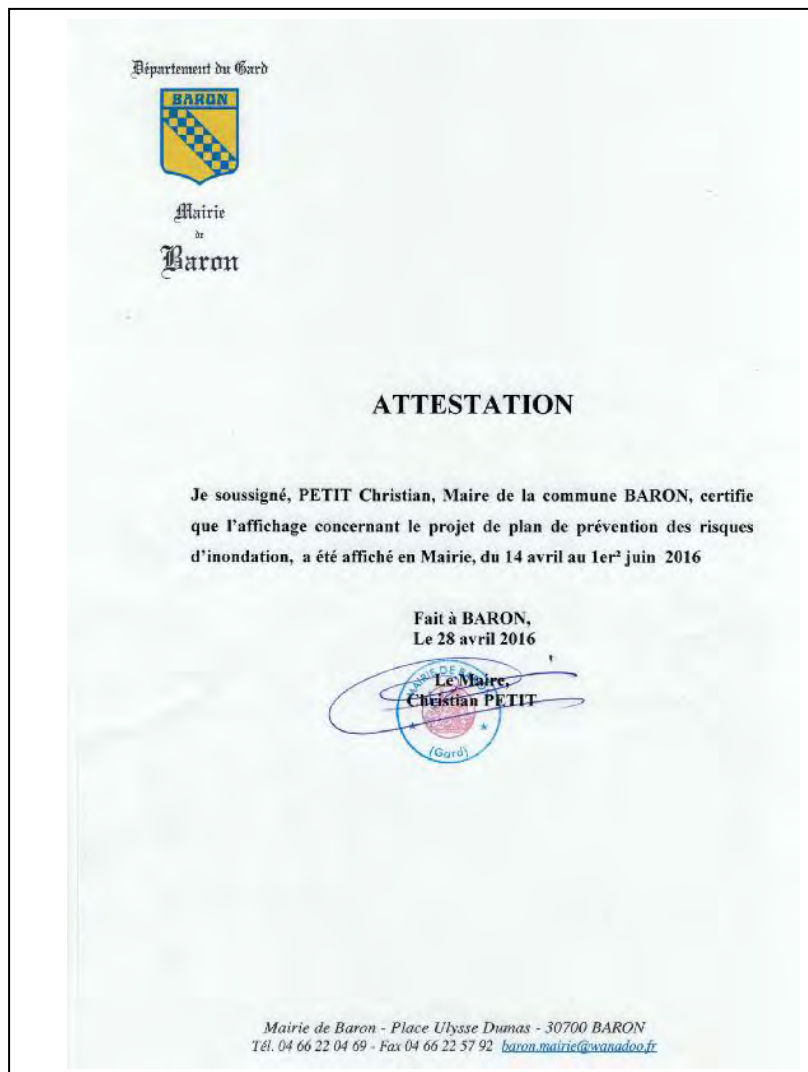 Département du Gard
BARON
Mairie
de
Baron
ATTESTATION
Je soussigné, PETIT Christian, Maire de la commune BARON, certifie
que l'affichage concernant le projet de plan de prévention des risques
d'inondation, a été affiché en Mairie, du 14 avril au 1er² juin 2016
Fait à BARON,
Le 28 avril 2016
MAIRIE DE
Le Maire,
Christian PETIT
(Gard)
Mairie de Baron - Place Ulysse Dumas - 30700 BARON
Tél. 04 66 22 04 69 - Fax 04 66 22 57 92 baron.mairie@wanadoo.fr